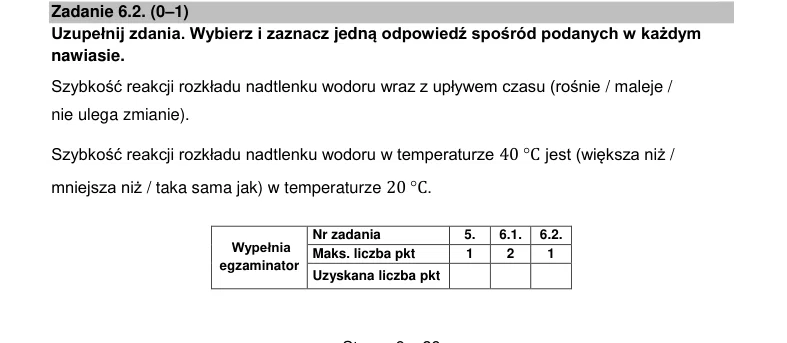 Zadanie 6.2. (0–1)
Uzupełnij zdania. Wybierz i zaznacz jedną odpowiedź spośród podanych w każdym
nawiasie.
Szybkość reakcji rozkładu nadtlenku wodoru wraz z upływem czasu (rośnie / maleje /
nie ulega zmianie).
Szybkość reakcji rozkładu nadtlenku wodoru w temperaturze 40 °C jest (większa niż /
mniejsza niż / taka sama jak) w temperaturze 20 °C.
Wypełnia egzaminator
Nr zadania 5. 6.1. 6.2.
Maks. liczba pkt 1 2 1
Uzyskana liczba pkt